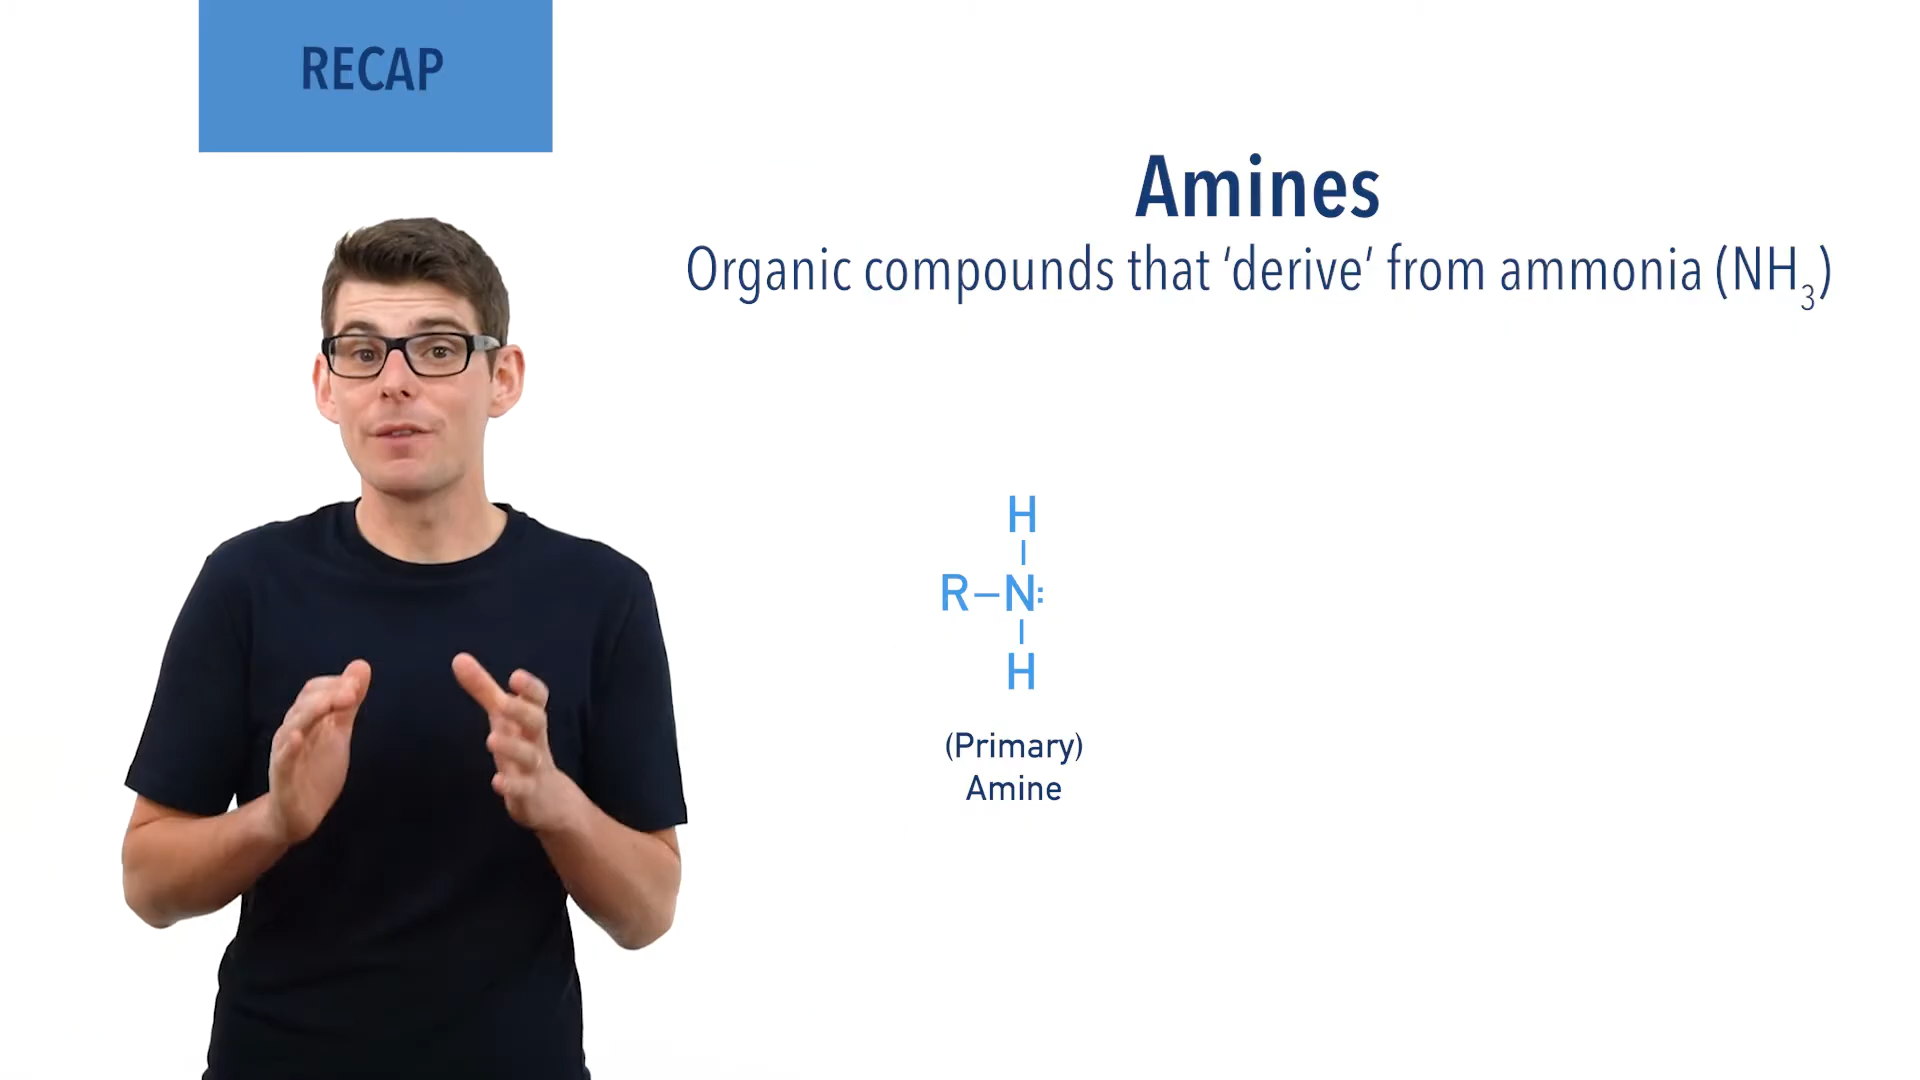 RECAP
Amines
Organic compounds that ‘derive’ from ammonia (NH₃)
H
R–N:
H
(Primary)
Amine